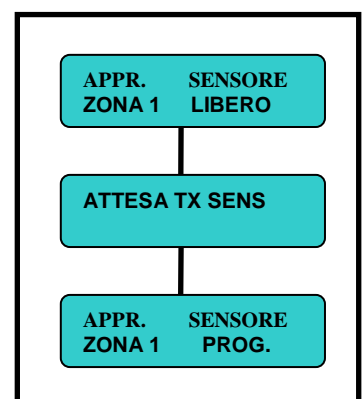 APPR. SENSORE
ZONA 1 LIBERO
ATTESA TX SENS
APPR. SENSORE
ZONA 1 PROG.